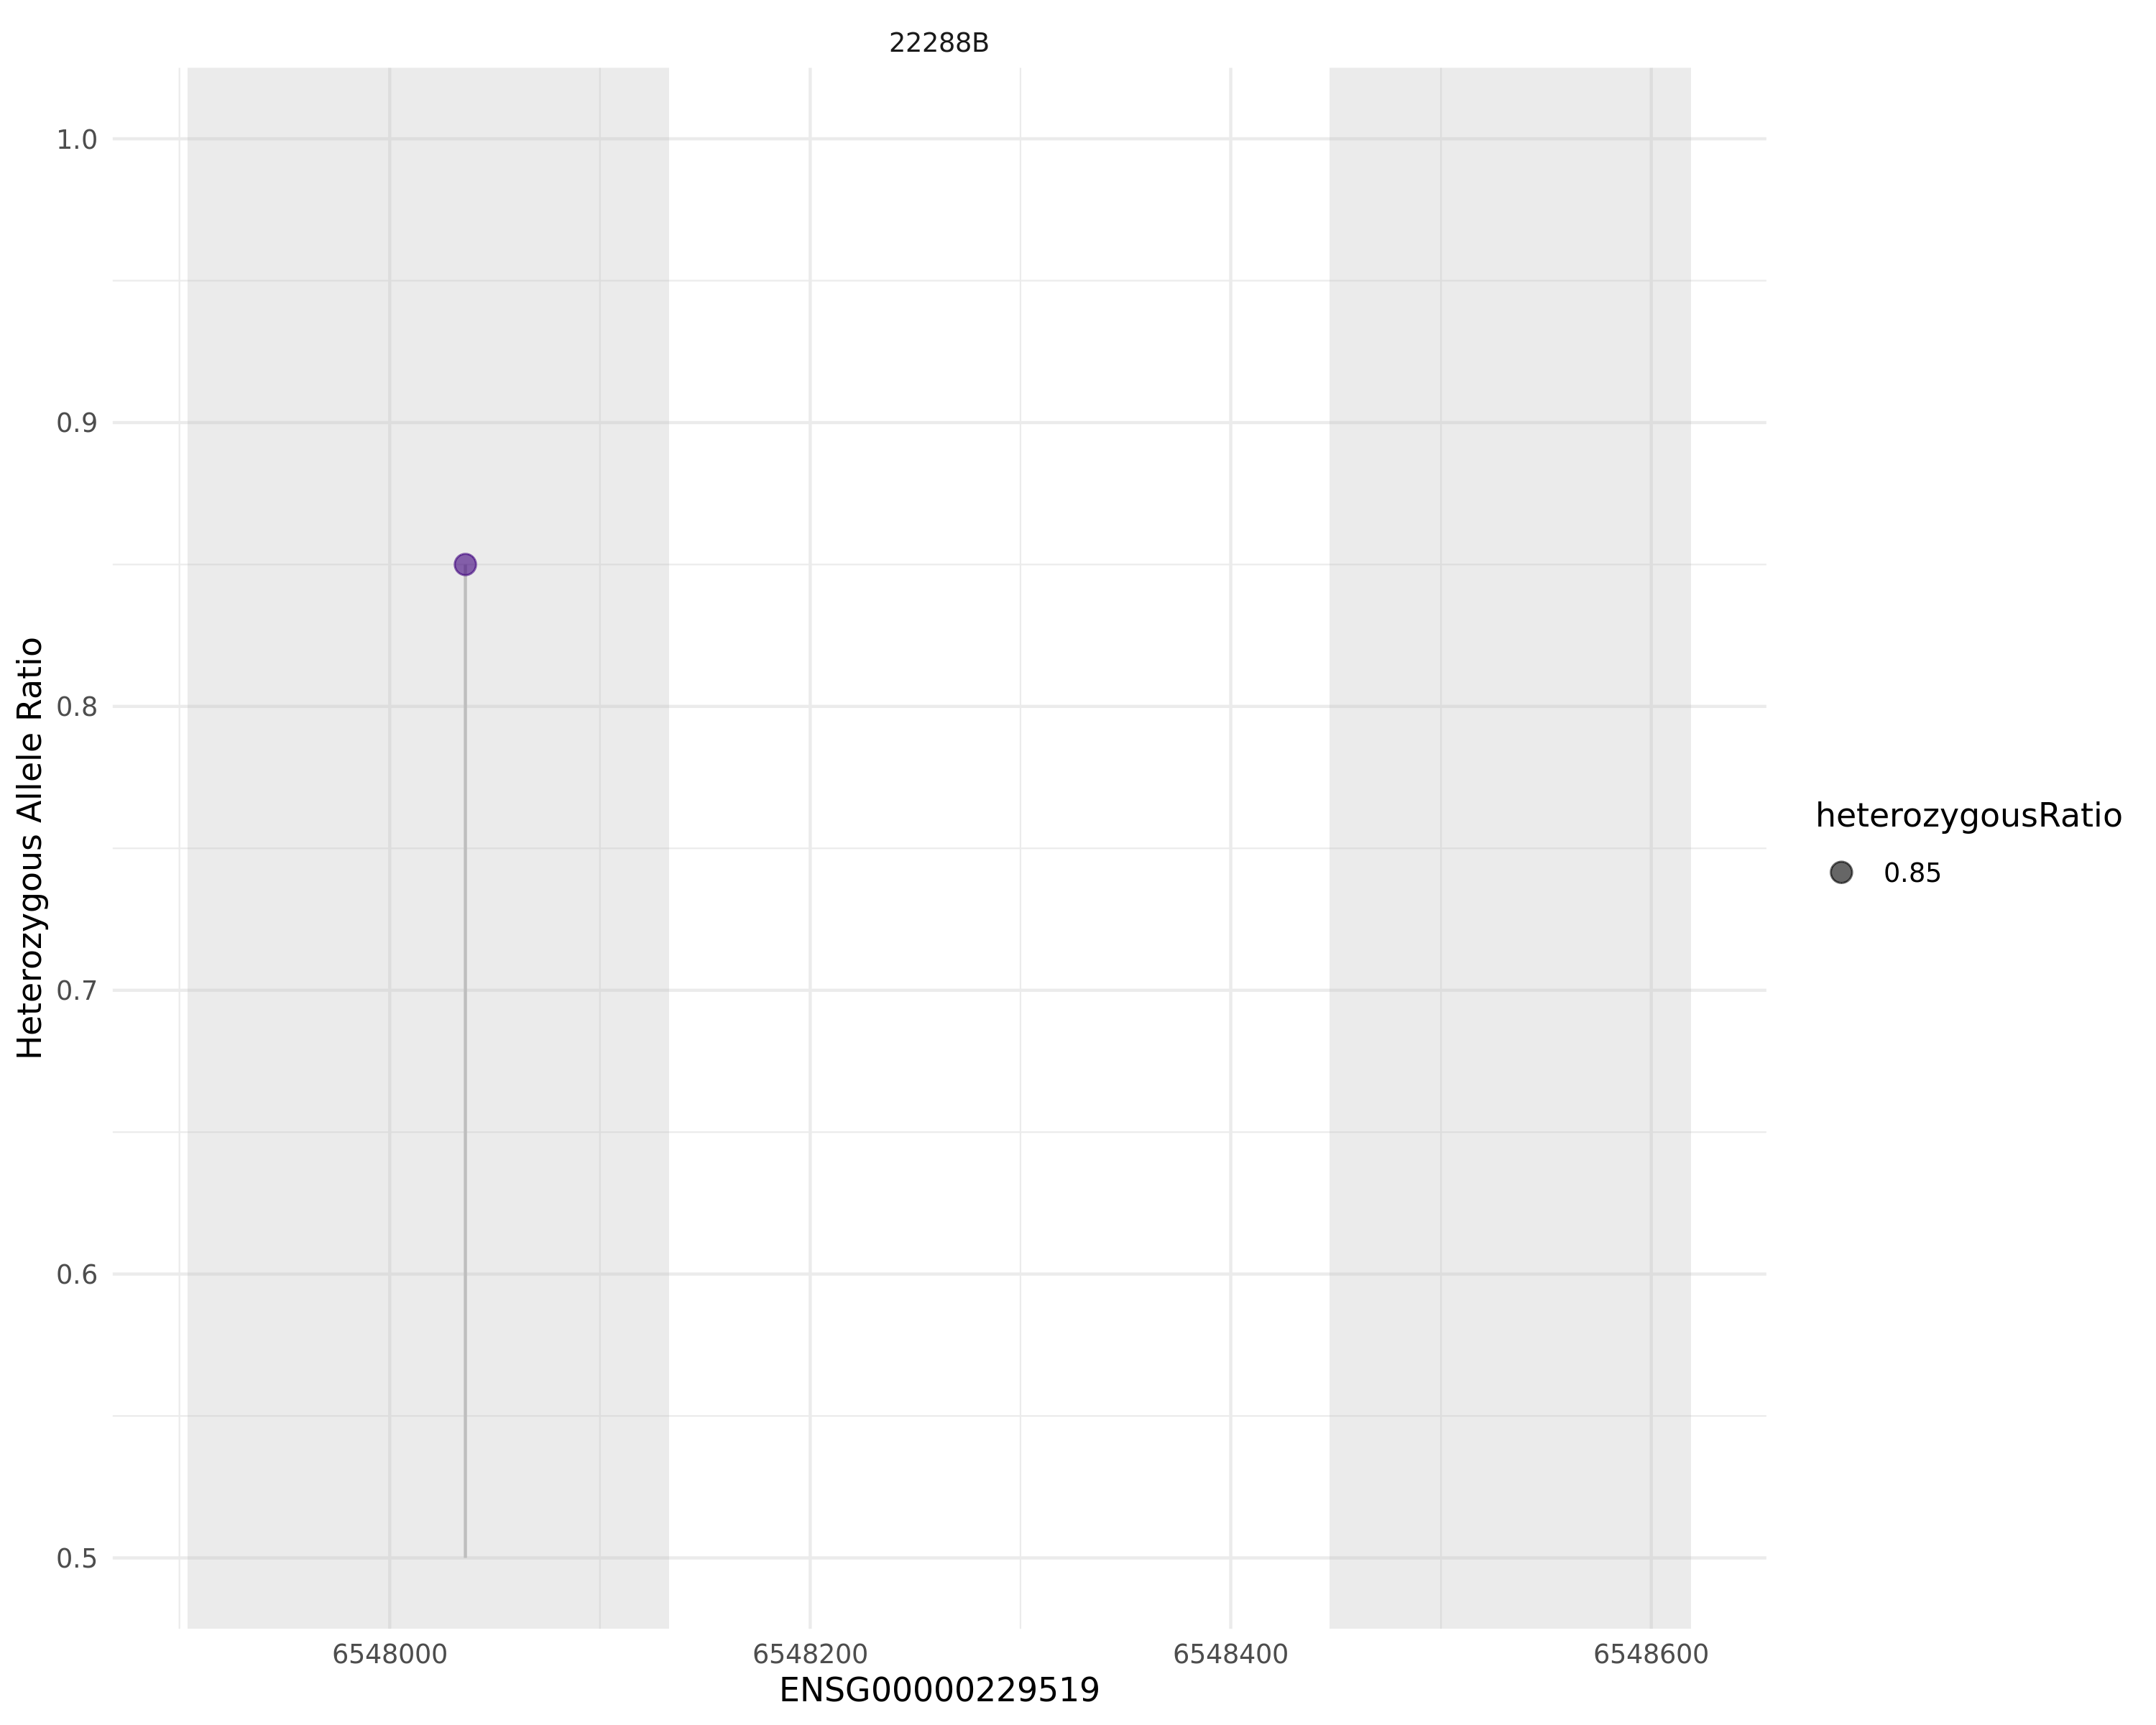 22288B
1.0
0.9
0.8
0.7
0.6
0.5
Heterozygous Allele Ratio
6548000
6548200
6548400
6548600
ENSG00000229519
heterozygousRatio
0.85